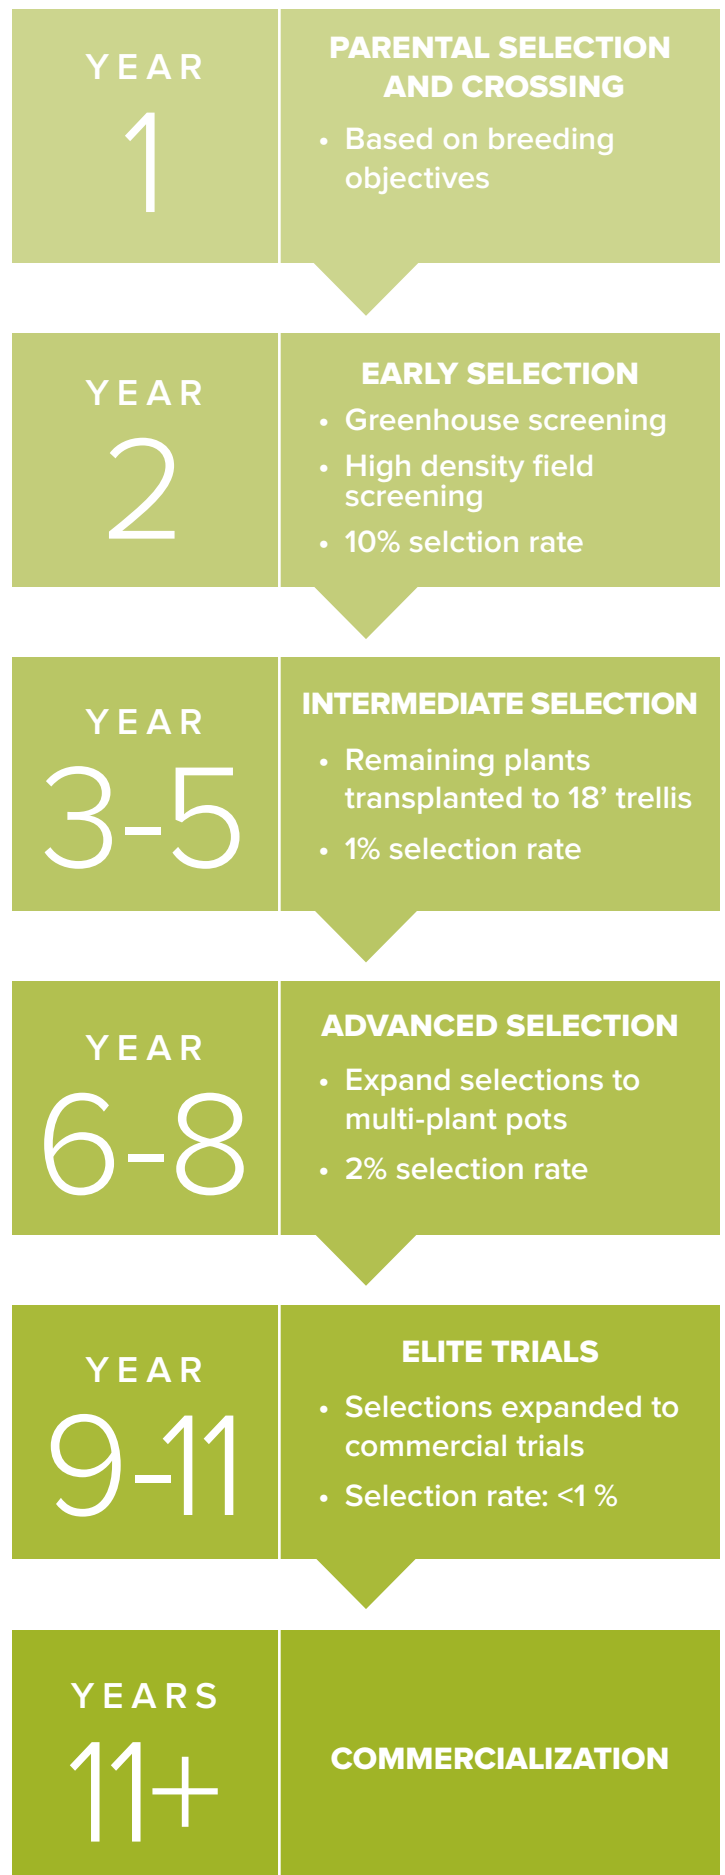 YEAR
1
PARENTAL SELECTION
AND CROSSING
• Based on breeding
objectives
YEAR
2
EARLY SELECTION
• Greenhouse screening
• High density field
screening
• 10% selction rate
YEAR
3-5
INTERMEDIATE SELECTION
• Remaining plants
transplanted to 18’ trellis
• 1% selection rate
YEAR
6-8
ADVANCED SELECTION
• Expand selections to
multi-plant pots
• 2% selection rate
YEAR
9-11
ELITE TRIALS
• Selections expanded to
commercial trials
• Selection rate: <1 %
YEARS
11+
COMMERCIALIZATION